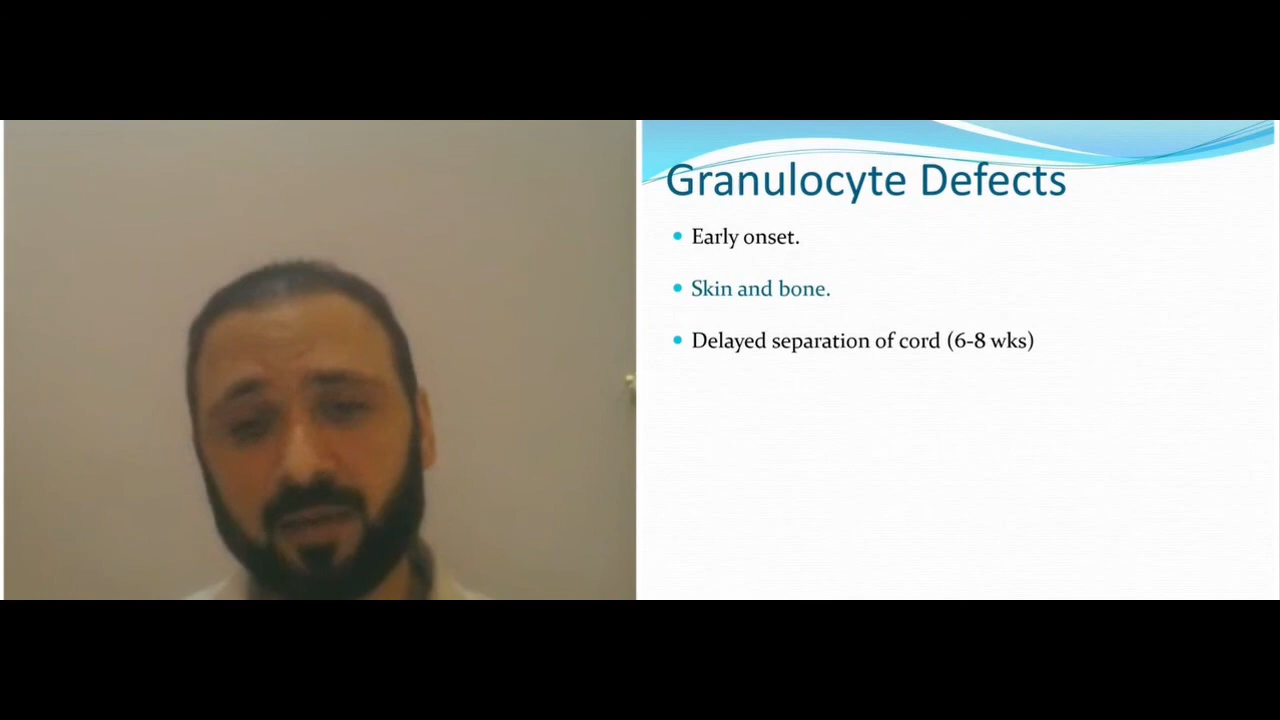 Granulocyte Defects
Early onset.
Skin and bone.
Delayed separation of cord (6-8 wks)